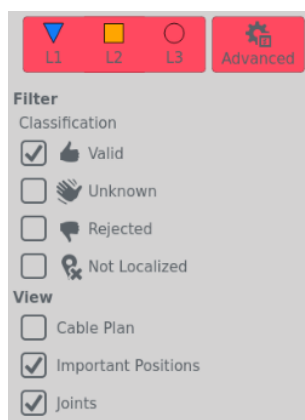 L1 L2 L3 Advanced
Filter
Classification
Valid
Unknown
Rejected
Not Localized
View
Cable Plan
Important Positions
Joints